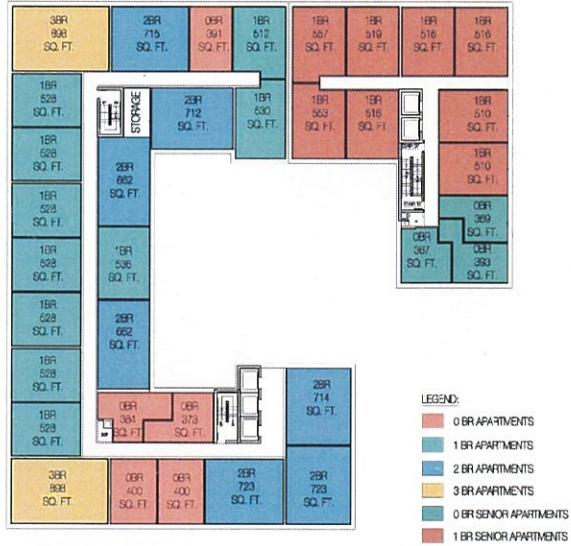 3BR
898
SQ. FT.
2BR
715
SQ. FT.
0BR
391
SQ. FT.
1BR
512
SQ. FT.
1BR
557
SQ. FT.
1BR
519
SQ. FT.
1BR
516
SQ. FT.
1BR
516
SQ. FT.
1BR
528
SQ. FT.
STORAGE
2BR
712
SQ. FT.
1BR
530
SQ. FT.
1BR
553
SQ. FT.
1BR
516
SQ. FT.
1BR
510
SQ. FT.
1BR
528
SQ. FT.
2BR
662
SQ. FT.
1BR
510
SQ. FT.
1BR
528
SQ. FT.
0BR
369
SQ. FT.
1BR
528
SQ. FT.
1BR
536
SQ. FT.
0BR
367
SQ. FT.
0BR
393
SQ. FT.
1BR
528
SQ. FT.
2BR
662
SQ. FT.
1BR
528
SQ. FT.
1BR
528
SQ. FT.
0BR
384
SQ. FT.
0BR
373
SQ. FT.
2BR
714
SQ. FT.
3BR
898
SQ. FT.
0BR
400
SQ. FT.
0BR
400
SQ. FT.
2BR
723
SQ. FT.
2BR
723
SQ. FT.
LEGEND:
0 BR APARTMENTS
1 BR APARTMENTS
2 BR APARTMENTS
3 BR APARTMENTS
0 BR SENIOR APARTMENTS
1 BR SENIOR APARTMENTS